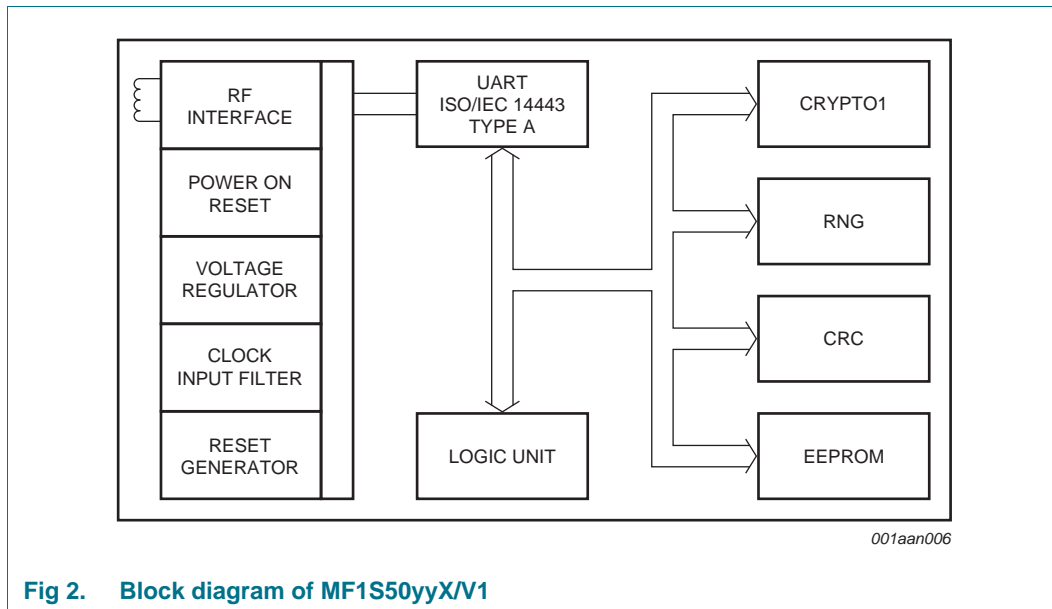 RF
INTERFACE
POWER ON
RESET
VOLTAGE
REGULATOR
CLOCK
INPUT FILTER
RESET
GENERATOR
UART
ISO/IEC 14443
TYPE A
LOGIC UNIT
CRYPTO1
RNG
CRC
EEPROM
001aan006
Fig 2. Block diagram of MF1S50yyX/V1